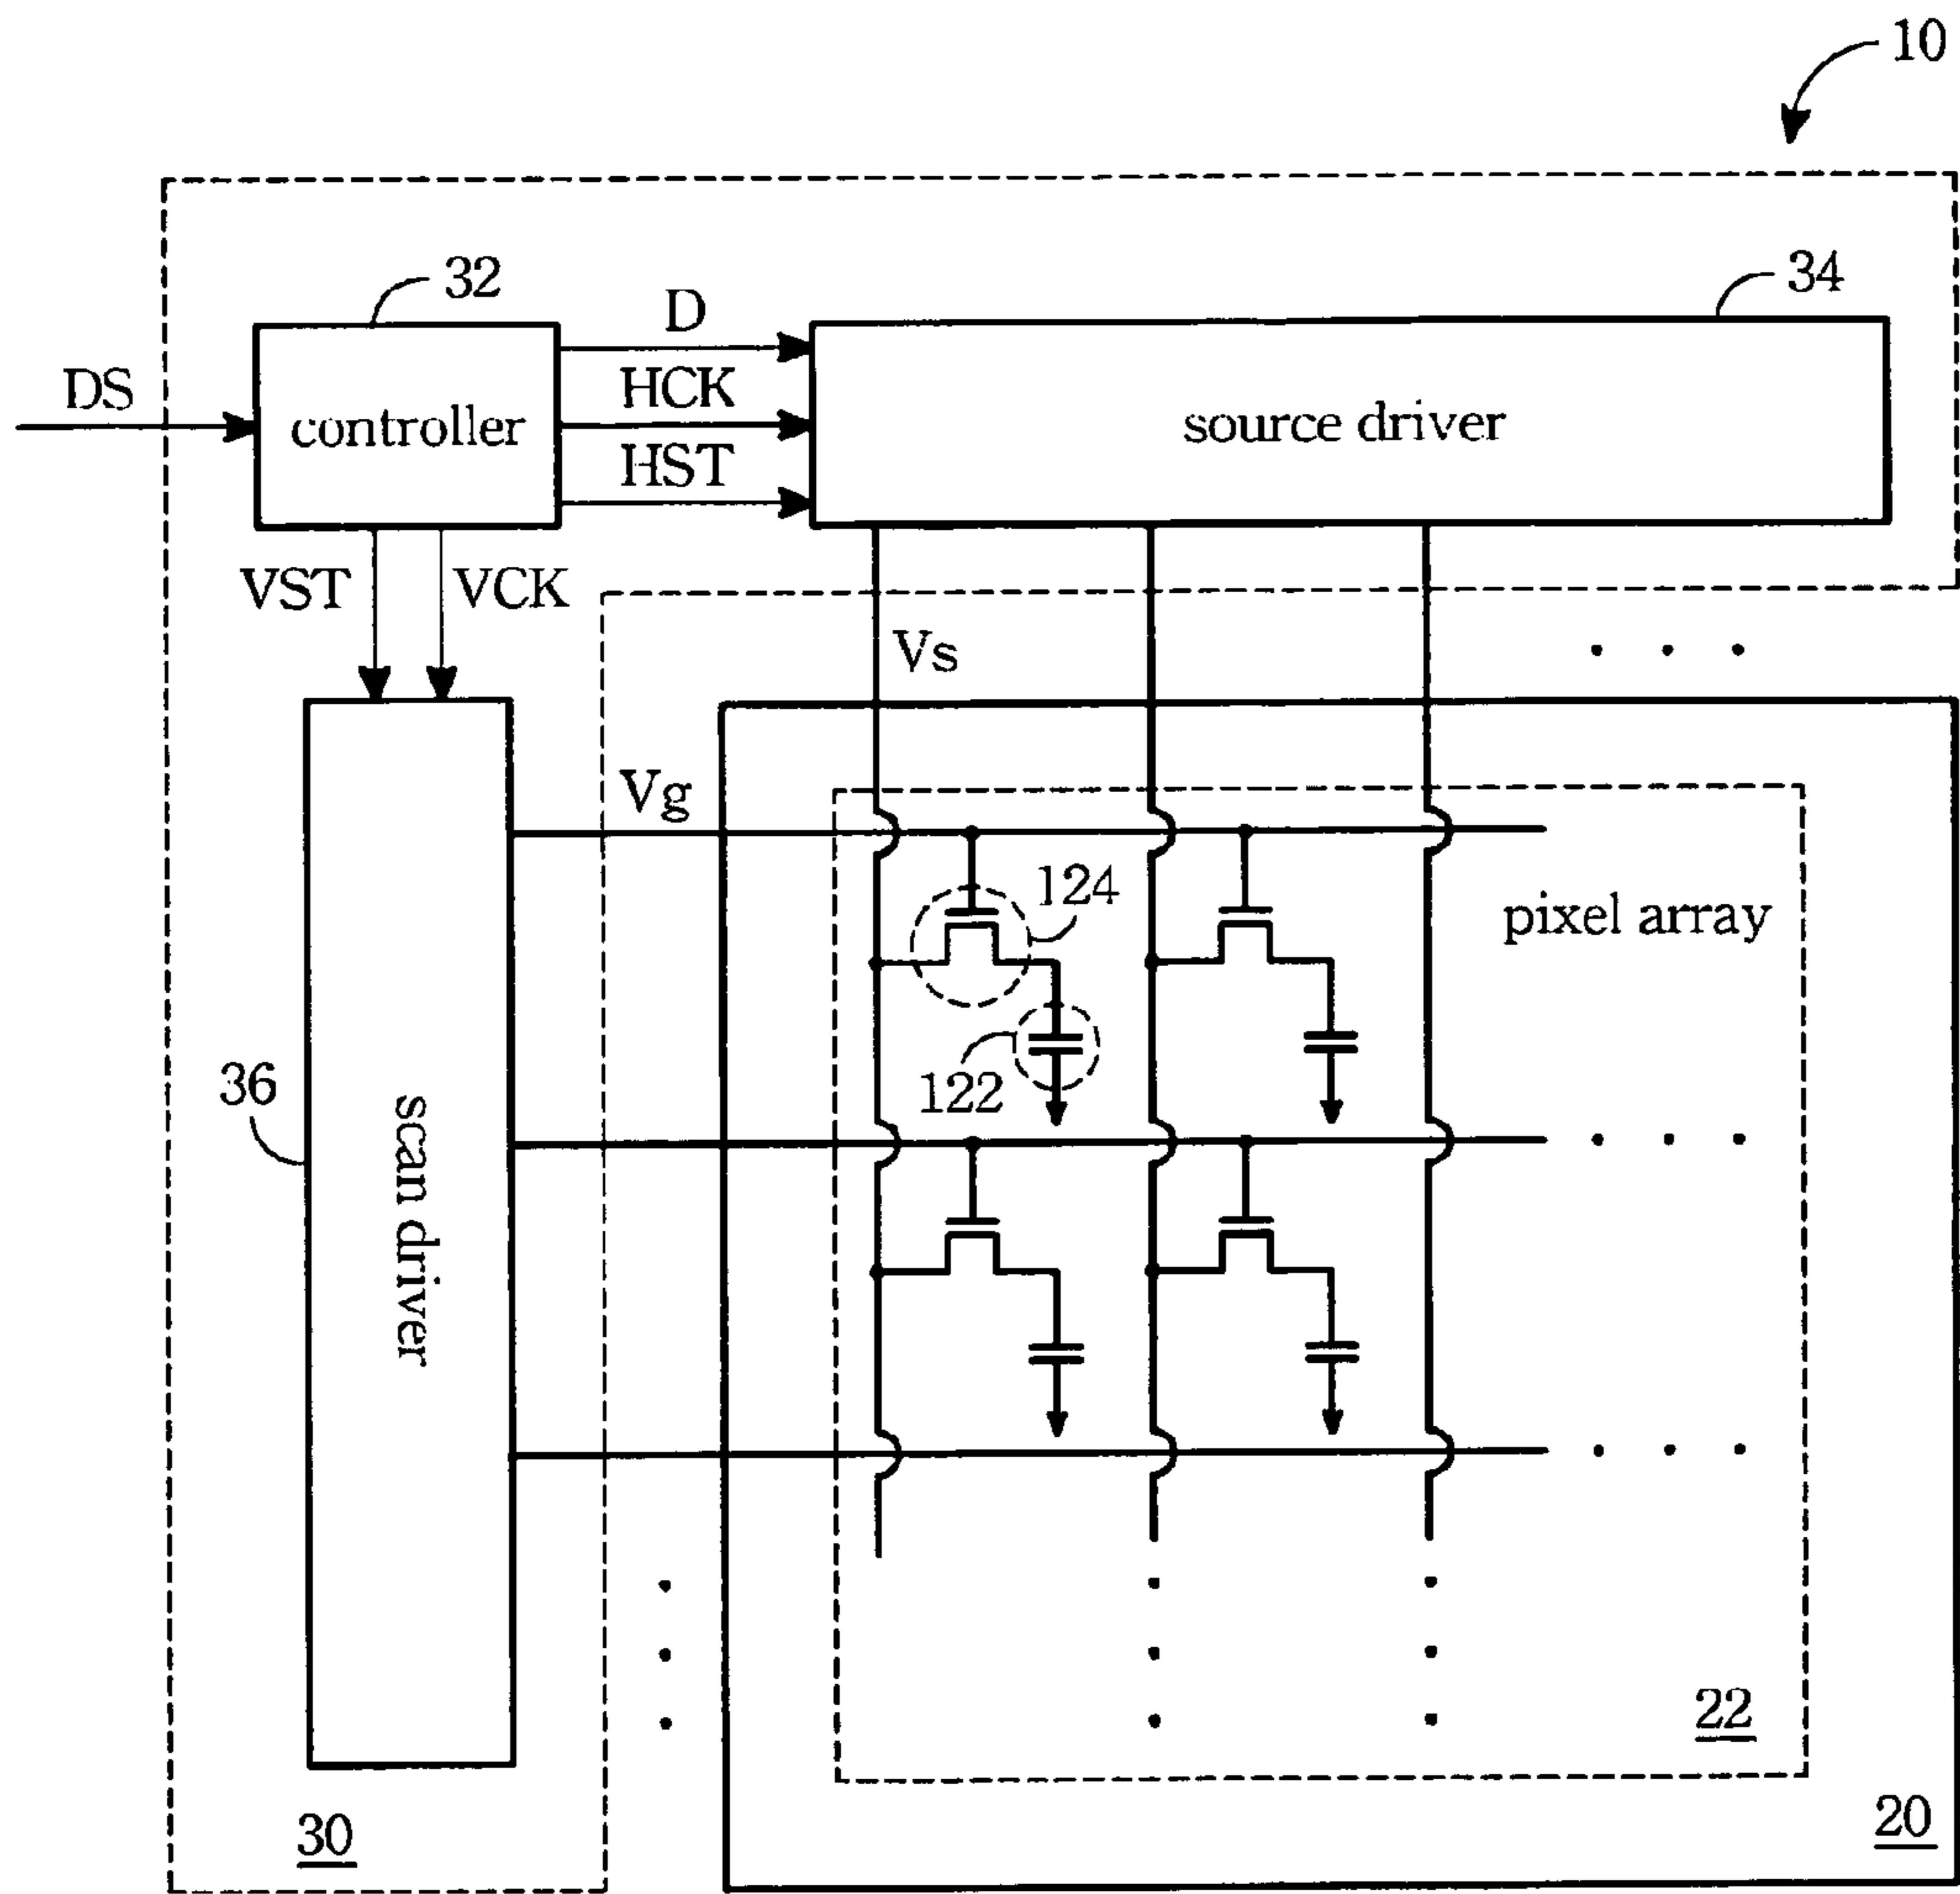 10
32
34
D
DS
HCK
controller
source driver
HST
VST
VCK
Vs
Vg
124
pixel array
122
36
scan driver
22
20
30